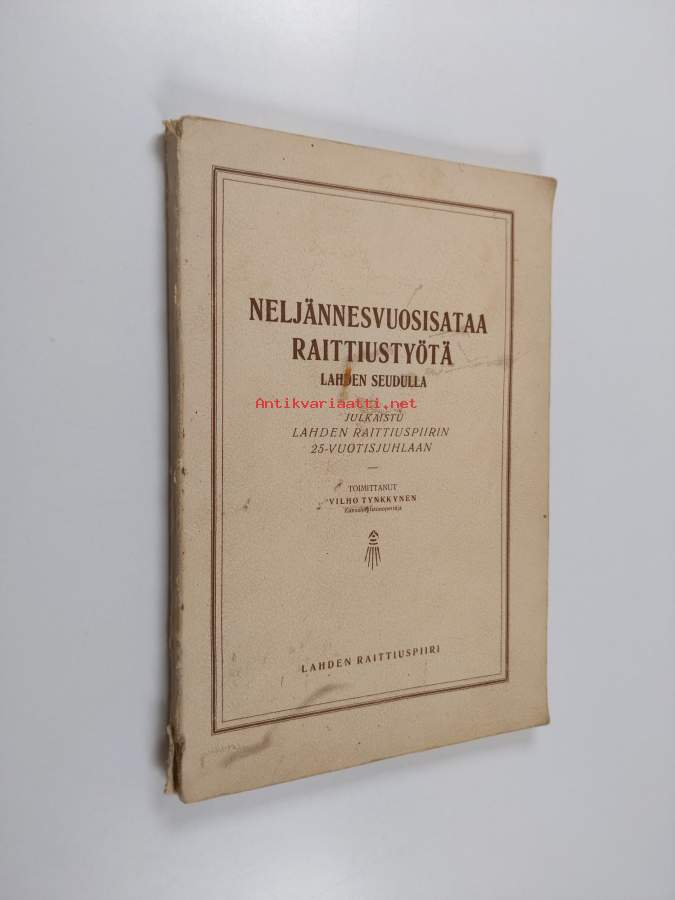 NELJÄNNESVUOSISATAA
RAITTIUSTYÖTÄ
LAHDEN SEUDULLA
Antikvariaatti.net
JULKAISTU
LAHDEN RAITTIUSPIIRIN
25-VUOTISJUHLAAN
TOIMITTANUT
VILHO TYNKKYNEN
LAHDEN RAITTIUSPIIRI